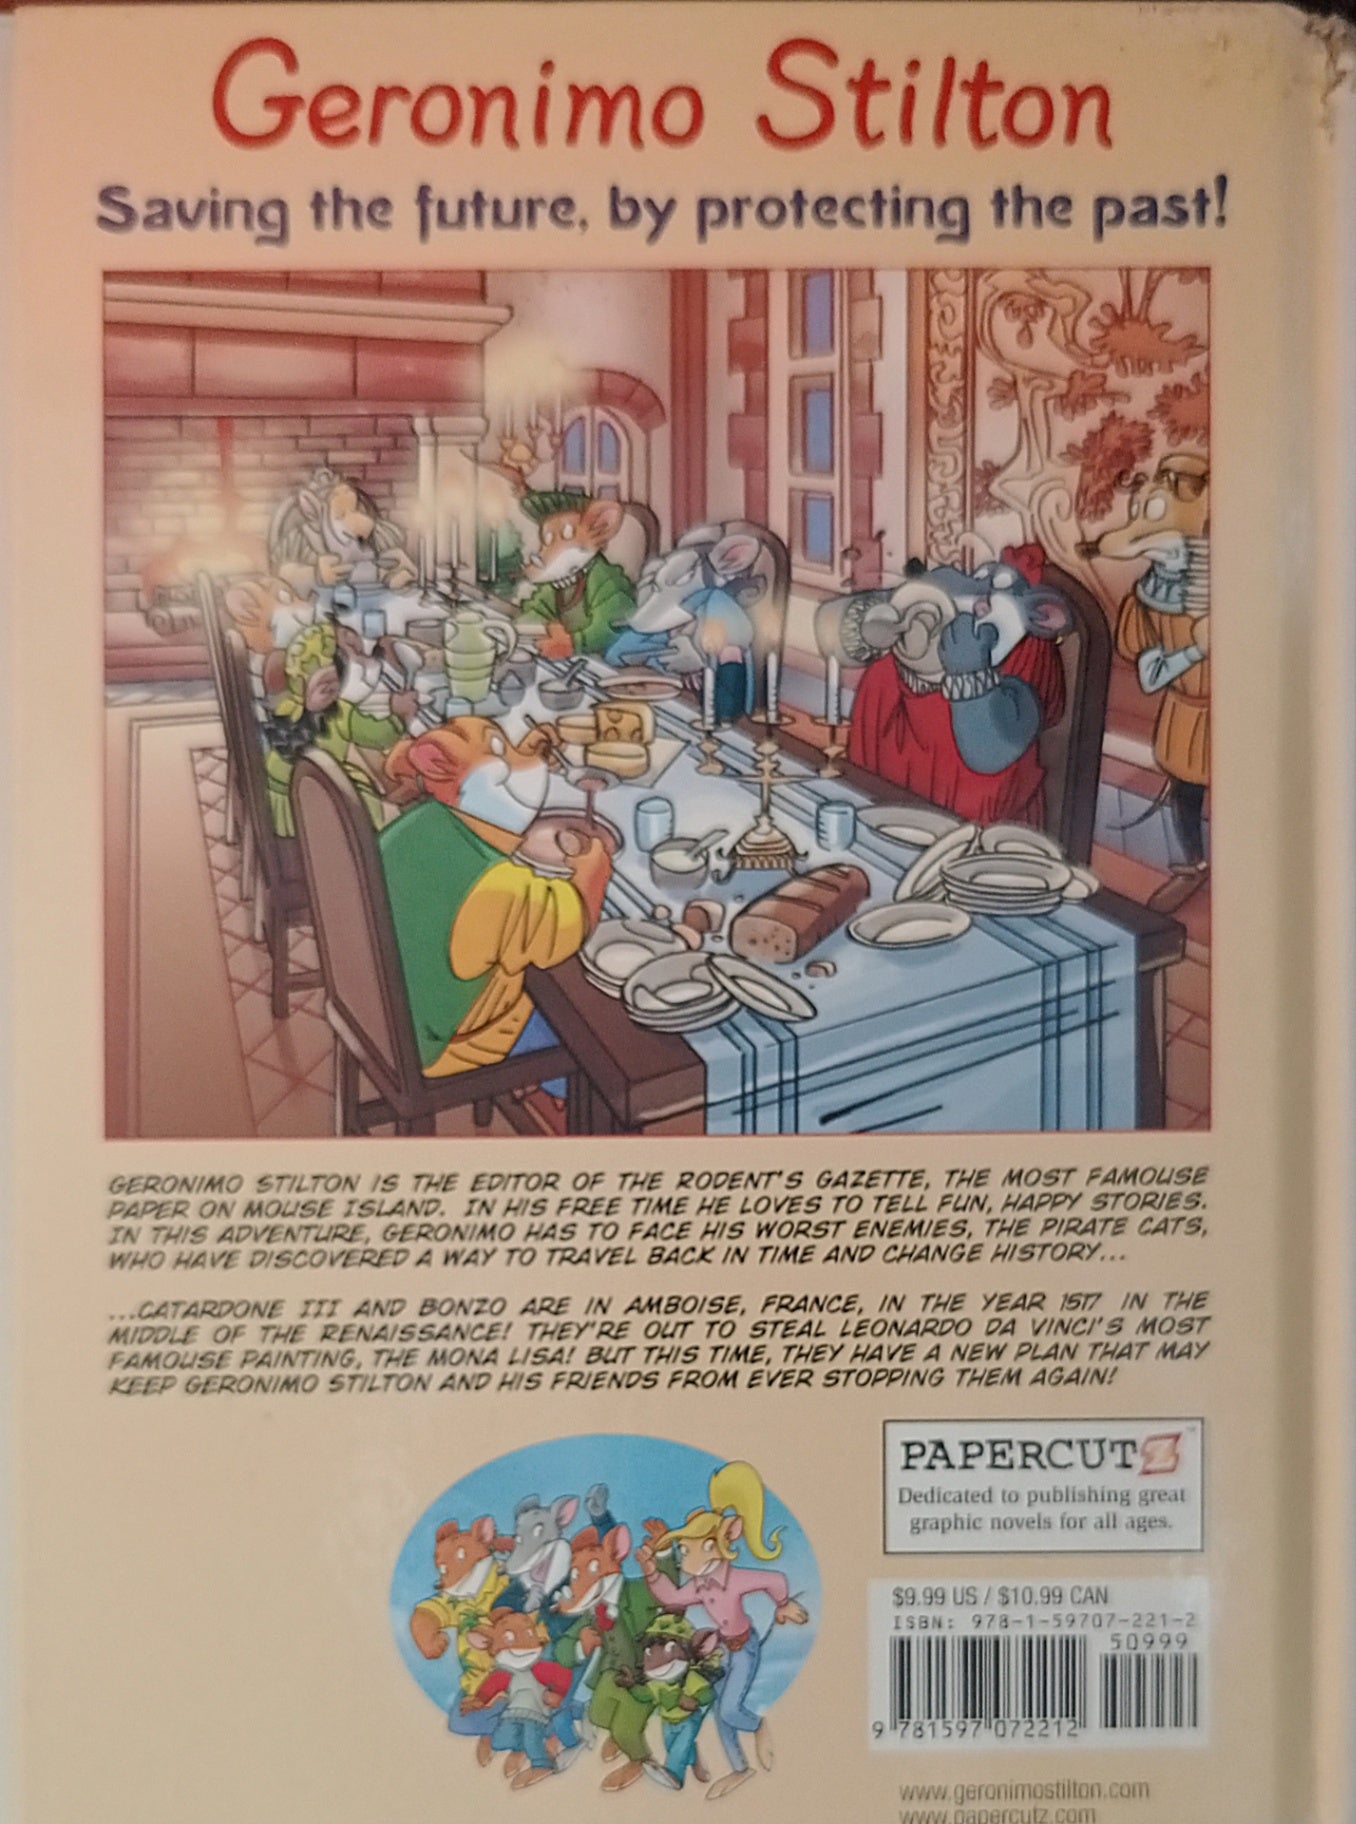 Geronimo Stilton
Saving the future, by protecting the past!
GERONIMO STILTON IS THE EDITOR OF THE RODENT'S GAZETTE, THE MOST FAMOUSE
PAPER ON MOUSE ISLAND. IN HIS FREE TIME HE LOVES TO TELL FUN, HAPPY STORIES.
IN THIS ADVENTURE, GERONIMO HAS TO FACE HIS WORST ENEMIES, THE PIRATE CATS,
WHO HAVE DISCOVERED A WAY TO TRAVEL BACK IN TIME AND CHANGE HISTORY...
...CATARDONE III AND BONZO ARE IN AMBOISE, FRANCE, IN THE YEAR 1517 IN THE
MIDDLE OF THE RENAISSANCE! THEY'RE OUT TO STEAL LEONARDO DA VINCI'S MOST
FAMOUSE PAINTING, THE MONA LISA! BUT THIS TIME, THEY HAVE A NEW PLAN THAT MAY
KEEP GERONIMO STILTON AND HIS FRIENDS FROM EVER STOPPING THEM AGAIN!
PAPERCUTZ™
Dedicated to publishing great
graphic novels for all ages.
$9.99 US / $10.99 CAN
ISBN: 978-1-59707-221-2
50999
9 781597 072212
www.geronimostilton.com
www.papercutz.com